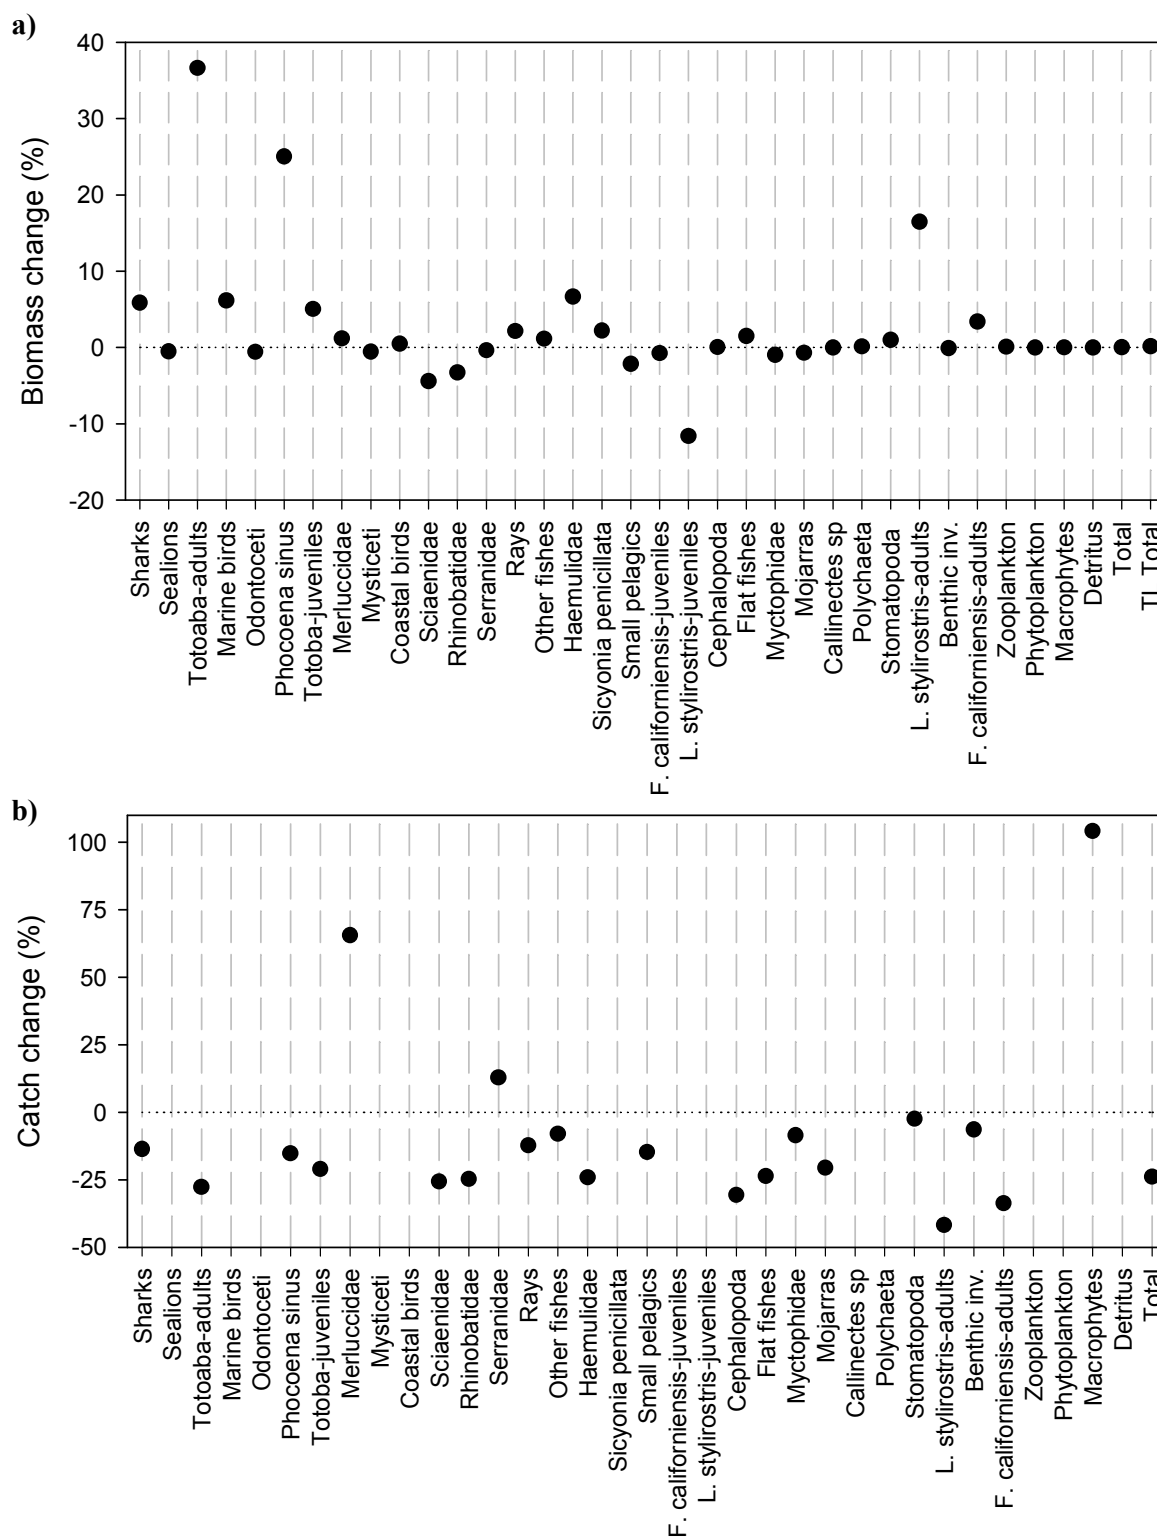 a)
Biomass change (%)
40
30
20
10
0
-10
-20
Sharks
Sealions
Totoaba-adults
Marine birds
Odontoceti
Phocoena sinus
Totoba-juveniles
Merluccidae
Mysticeti
Coastal birds
Sciaenidae
Rhinobatidae
Serranidae
Rays
Other fishes
Haemulidae
Sicyonia penicillata
Small pelagics
F. californiensis-juveniles
L. stylirostris-juveniles
Cephalopoda
Flat fishes
Myctophidae
Mojarras
Callinectes sp
Polychaeta
Stomatopoda
L. stylirostris-adults
Benthic inv.
F. californiensis-adults
Zooplankton
Phytoplankton
Macrophytes
Detritus
Total
TL Total
b)
Catch change (%)
100
75
50
25
0
-25
-50
Sharks
Sealions
Totoaba-adults
Marine birds
Odontoceti
Phocoena sinus
Totoba-juveniles
Merluccidae
Mysticeti
Coastal birds
Sciaenidae
Rhinobatidae
Serranidae
Rays
Other fishes
Haemulidae
Sicyonia penicillata
Small pelagics
F. californiensis-juveniles
L. stylirostris-juveniles
Cephalopoda
Flat fishes
Myctophidae
Mojarras
Callinectes sp
Polychaeta
Stomatopoda
L. stylirostris-adults
Benthic inv.
F. californiensis-adults
Zooplankton
Phytoplankton
Macrophytes
Detritus
Total